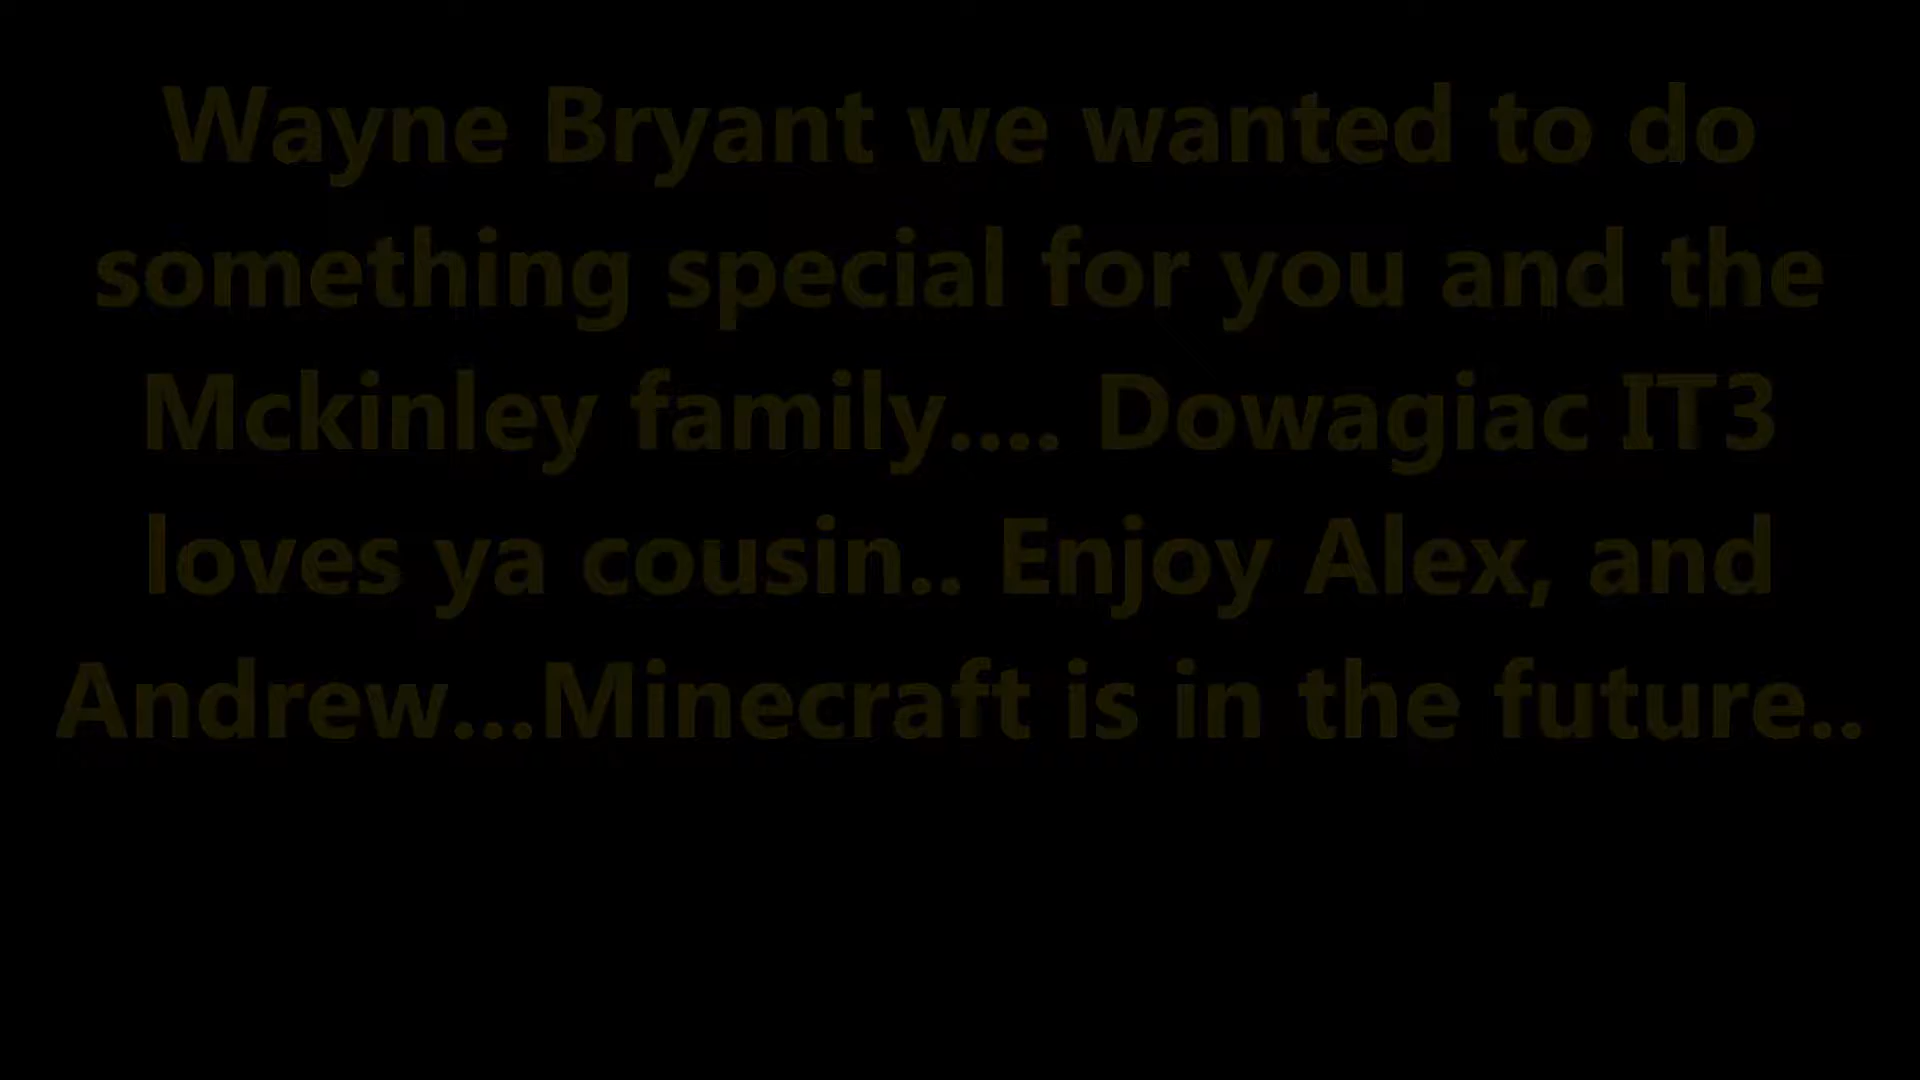 Wayne Bryant we wanted to do
something special for you and the
Mckinley family.... Dowagiac IT3
loves ya cousin.. Enjoy Alex, and
Andrew...Minecraft is in the future..